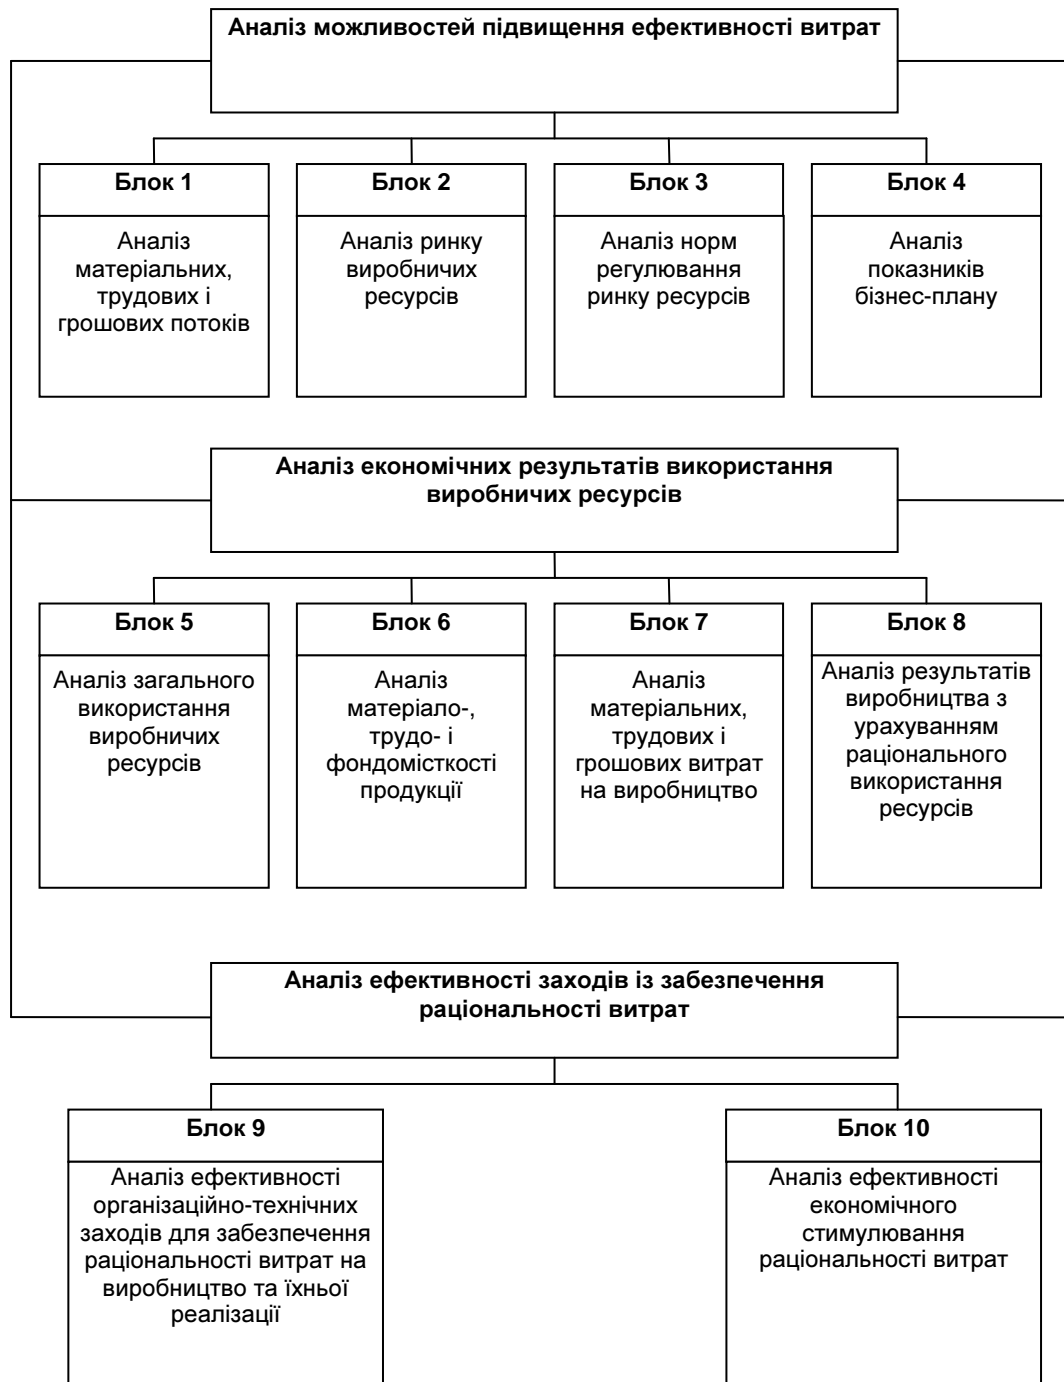 Аналіз можливостей підвищення ефективності витрат
Блок 1
Аналіз
матеріальних,
трудових і
грошових потоків
Блок 2
Аналіз ринку
виробничих
ресурсів
Блок 3
Аналіз норм
регулювання
ринку ресурсів
Блок 4
Аналіз
показників
бізнес-плану
Аналіз економічних результатів використання
виробничих ресурсів
Блок 5
Аналіз загального
використання
виробничих
ресурсів
Блок 6
Аналіз
матеріало-,
трудо- і
фондомісткості
продукції
Блок 7
Аналіз
матеріальних,
трудових і
грошових витрат
на виробництво
Блок 8
Аналіз результатів
виробництва з
урахуванням
раціонального
використання
ресурсів
Аналіз ефективності заходів із забезпечення
раціональності витрат
Блок 9
Аналіз ефективності
організаційно-технічних
заходів для забезпечення
раціональності витрат на
виробництво та їхньої
реалізації
Блок 10
Аналіз ефективності
економічного
стимулювання
раціональності витрат